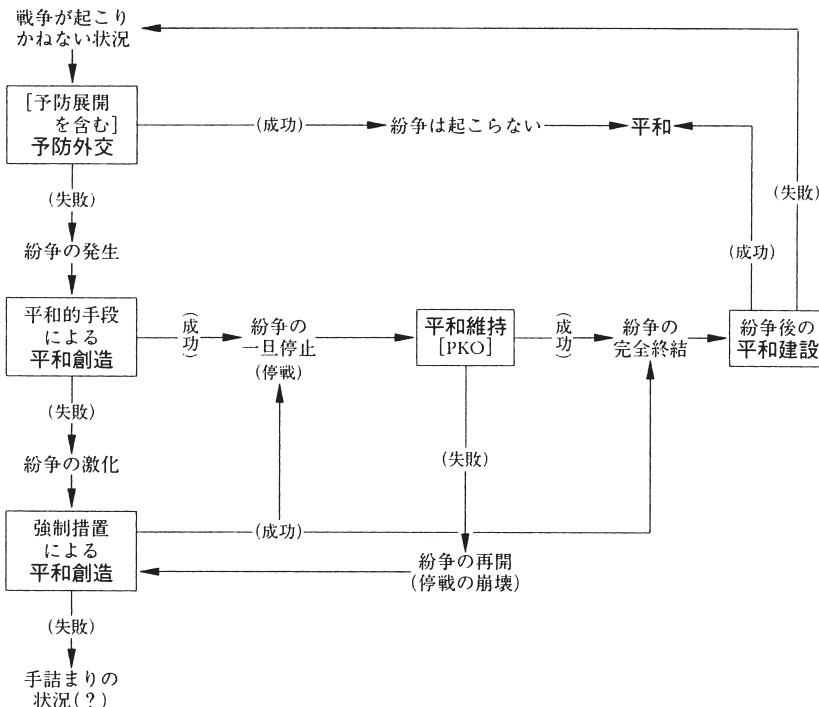 戦争が起こり
かねない状況
[予防展開
を含む]
予防外交
(成功)
紛争は起こらない
平和
(失敗)
紛争の発生
(失敗)
(成功)
平和的手段
による
平和創造
(成功)
紛争の
一旦停止
(停戦)
平和維持
[PKO]
(成功)
紛争の
完全終結
紛争後の
平和建設
(失敗)
紛争の激化
(失敗)
強制措置
による
平和創造
(成功)
紛争の再開
(停戦の崩壊)
(失敗)
手詰まりの
状況(?)